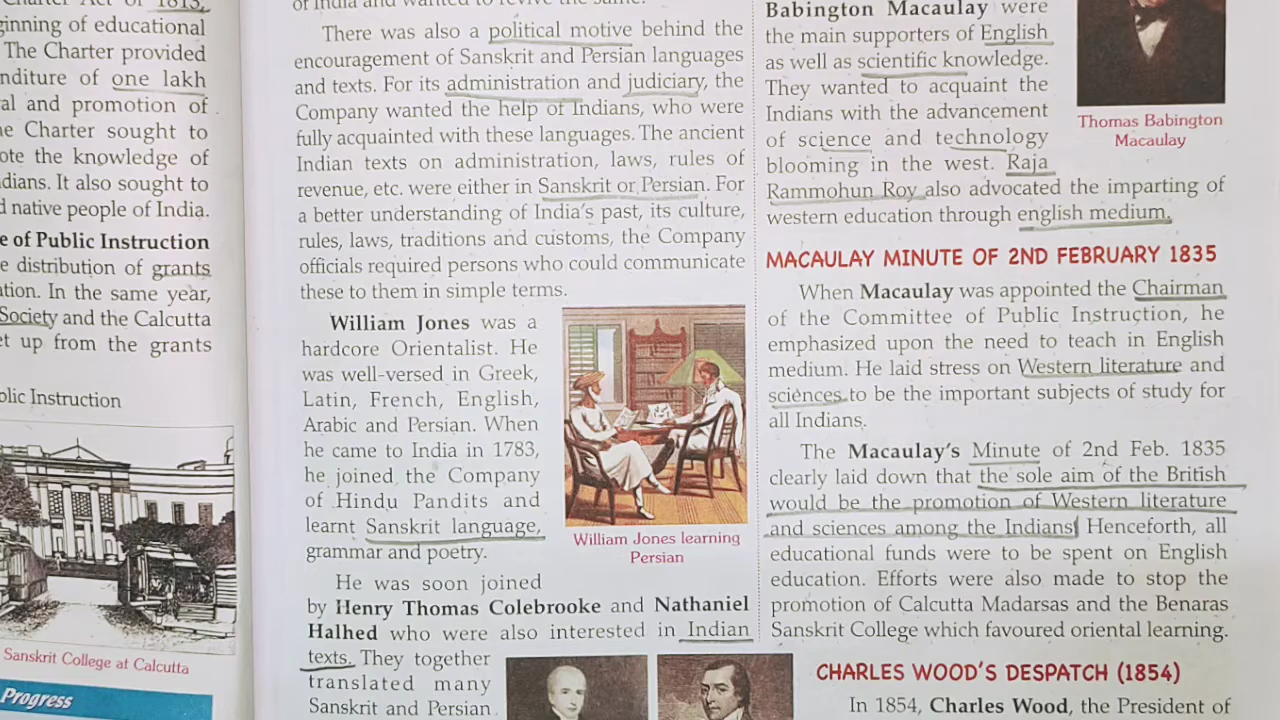 Charter Act of 1813,
ginning of educational
The Charter provided
nditure of one lakh
al and promotion of
e Charter sought to
ote the knowledge of
dians. It also sought to
d native people of India.
e of Public Instruction
e distribution of grants
ation. In the same year,
Society and the Calcutta
et up from the grants
blic Instruction
Sanskrit College at Calcutta
Progress
of India and wanted to revive the same.
There was also a political motive behind the
encouragement of Sanskrit and Persian languages
and texts. For its administration and judiciary, the
Company wanted the help of Indians, who were
fully acquainted with these languages. The ancient
Indian texts on administration, laws, rules of
revenue, etc. were either in Sanskrit or Persian. For
a better understanding of India's past, its culture,
rules, laws, traditions and customs, the Company
officials required persons who could communicate
these to them in simple terms.
William Jones was a
hardcore Orientalist. He
was well-versed in Greek,
Latin, French, English,
Arabic and Persian. When
he came to India in 1783,
he joined the Company
of Hindu Pandits and
learnt Sanskrit language,
grammar and poetry.
William Jones learning
Persian
He was soon joined
by Henry Thomas Colebrooke and Nathaniel
Halhed who were also interested in Indian
texts. They together
translated many
Sanskrit and Persian
Babington Macaulay were
the main supporters of English
as well as scientific knowledge.
They wanted to acquaint the
Indians with the advancement
of science and technology
blooming in the west. Raja
Rammohun Roy also advocated the imparting of
western education through english medium.
Thomas Babington
Macaulay
MACAULAY MINUTE OF 2ND FEBRUARY 1835
When Macaulay was appointed the Chairman
of the Committee of Public Instruction, he
emphasized upon the need to teach in English
medium. He laid stress on Western literature and
sciences to be the important subjects of study for
all Indians.
The Macaulay's Minute of 2nd Feb. 1835
clearly laid down that the sole aim of the British
would be the promotion of Western literature
and sciences among the Indians. Henceforth, all
educational funds were to be spent on English
education. Efforts were also made to stop the
promotion of Calcutta Madarsas and the Benaras
Sanskrit College which favoured oriental learning.
CHARLES WOOD'S DESPATCH (1854)
In 1854, Charles Wood, the President of